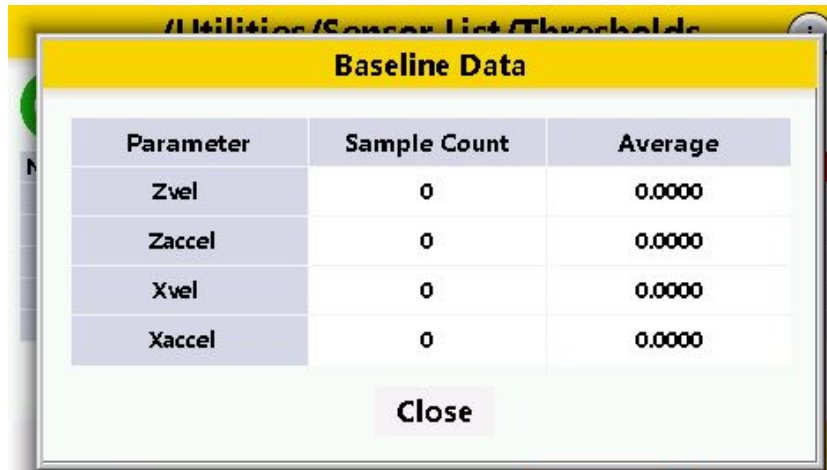 /Utilities/Sensor List/Thresholds
Baseline Data
Parameter Sample Count Average
Zvel 0 0.0000
Zaccel 0 0.0000
Xvel 0 0.0000
Xaccel 0 0.0000
Close